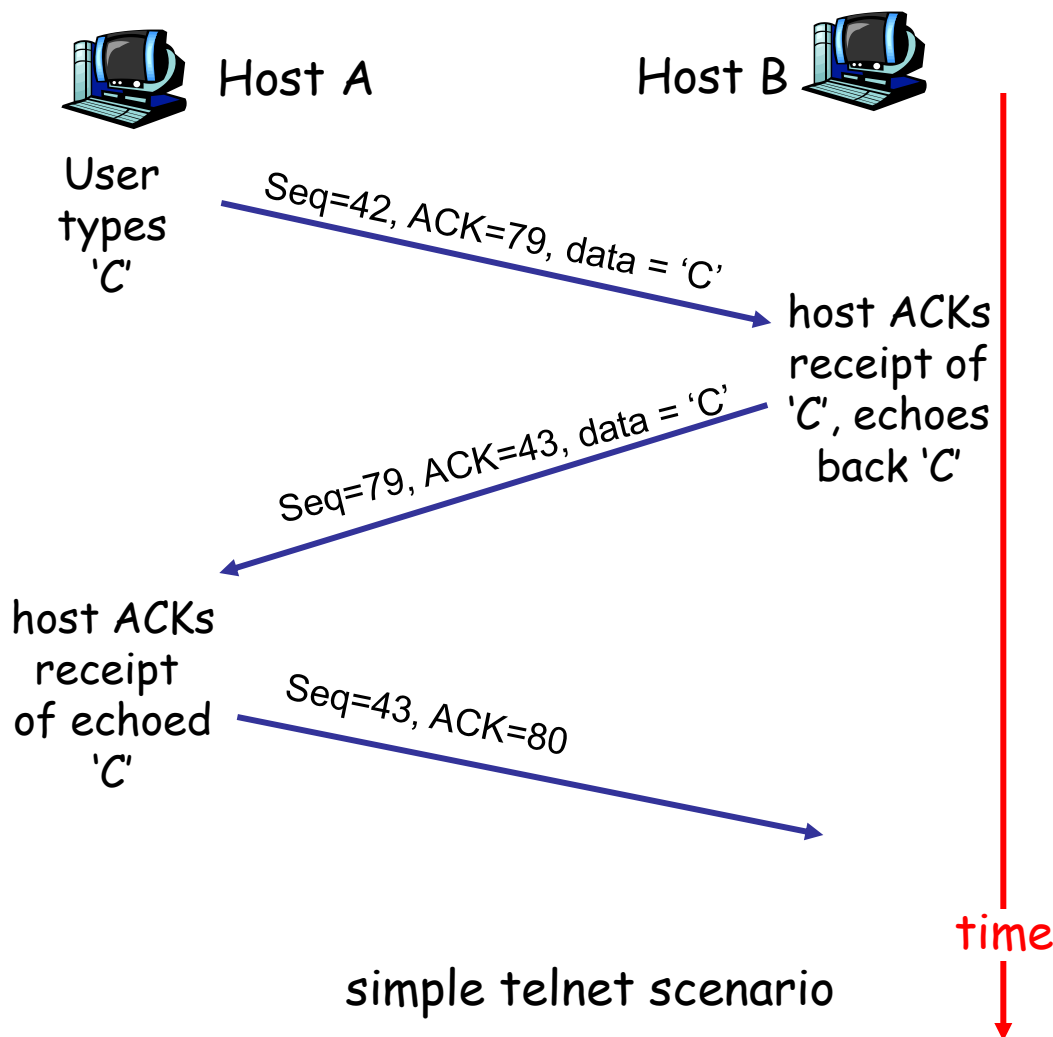 Host A
Host B
User
types
‘C’
Seq=42, ACK=79, data = ‘C’
host ACKs
receipt of
‘C’, echoes
back ‘C’
Seq=79, ACK=43, data = ‘C’
host ACKs
receipt
of echoed
‘C’
Seq=43, ACK=80
time
simple telnet scenario